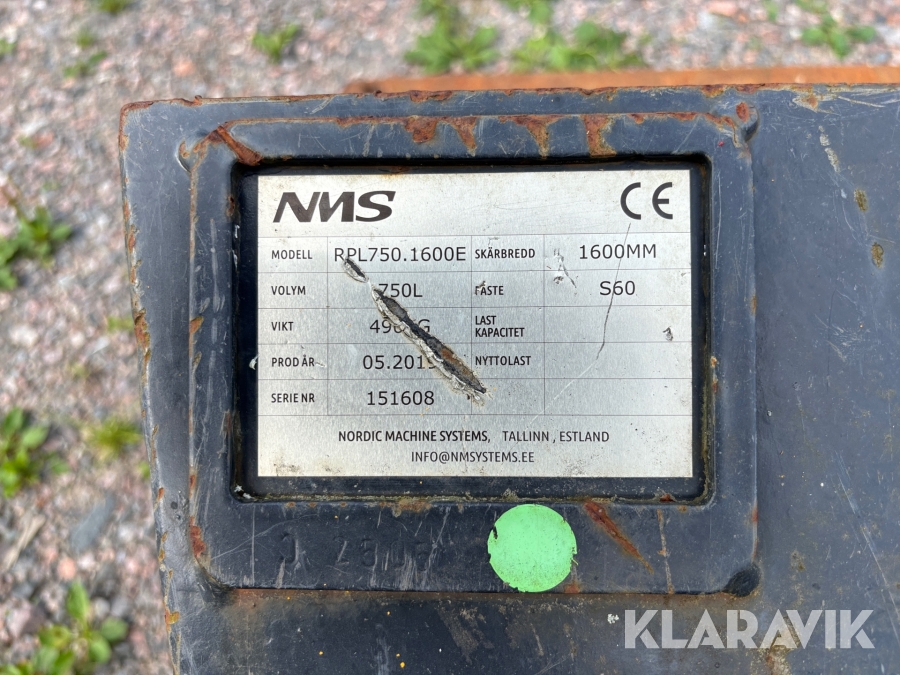 NMS CE
MODELL RPL750.1600E SKÄRBREDD 1600MM
VOLYM 750L FÄSTE S60
VIKT LAST KAPACITET
PROD ÅR NYTTOLAST
SERIE NR 151608
NORDIC MACHINE SYSTEMS, TALLINN, ESTLAND
INFO@NMSYSTEMS.EE
KLARAVIK